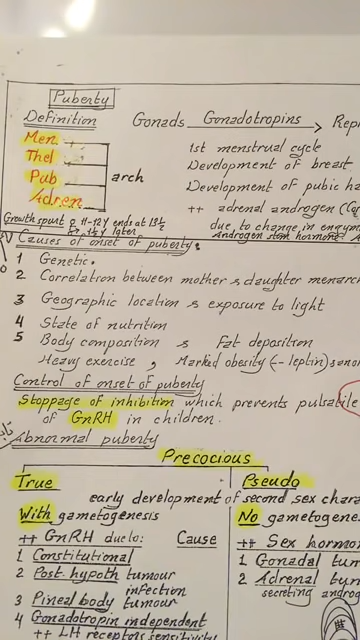 Puberty
Definition Gonads Gonadotropins → Rep
Men
Thel
Pub
Adren
arch
1st menstrual cycle
Development of breast
Development of pubic ha
++ adrenal androgen
due to change in enzym
Androgen stim hormone
Growth spurt ♀ 11-12 y ends at 13½
Causes of onset of puberty:
1 Genetic.
2 Correlation between mother & daughter menarch
3 Geographic location & exposure to light
4 State of nutrition
5 Body composition & Fat deposition
Heavy exercise, Marked obesity (- leptin)
Control of onset of puberty
Stoppage of inhibition which prevents pulsatile
of GnRH in children.
Abnormal puberty
Precocious
True Pseudo
early development of second. sex chara
With gametogenesis No gametogene
++ GnRH due to: Cause ++ Sex hormo
1 Constitutional 1 Gonadal tum
2 Post. hypoth tumour 2 Adrenal tum
infection secreting androg
3 Pineal body tumour
4 Gonadotropin independent
++ LH receptors sensitivity